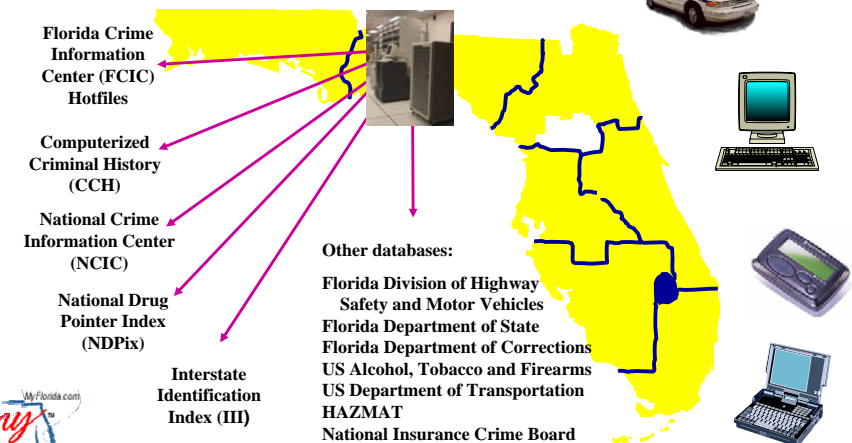 Florida Crime
Information
Center (FCIC)
Hotfiles
Computerized
Criminal History
(CCH)
National Crime
Information Center
(NCIC)
National Drug
Pointer Index
(NDPix)
Interstate
Identification
Index (III)
Other databases:
Florida Division of Highway
Safety and Motor Vehicles
Florida Department of State
Florida Department of Corrections
US Alcohol, Tobacco and Firearms
US Department of Transportation
HAZMAT
National Insurance Crime Board
MyFlorida.com